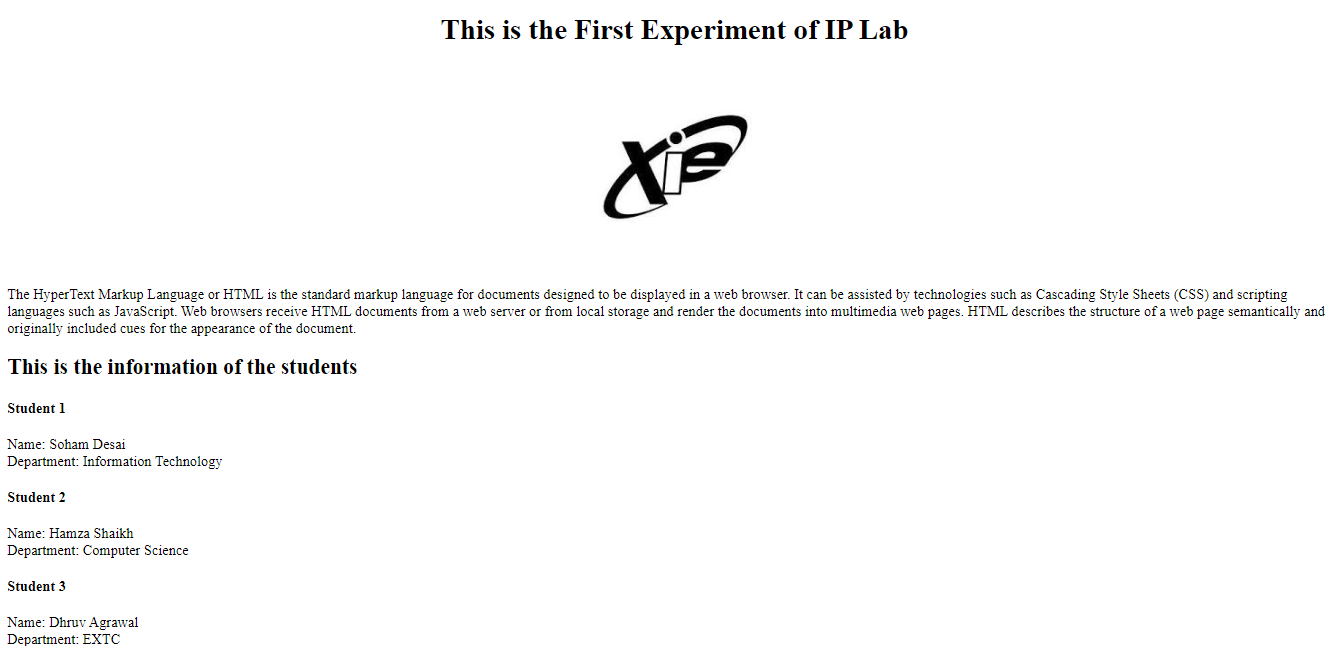 This is the First Experiment of IP Lab
Xie
The HyperText Markup Language or HTML is the standard markup language for documents designed to be displayed in a web browser. It can be assisted by technologies such as Cascading Style Sheets (CSS) and scripting
languages such as JavaScript. Web browsers receive HTML documents from a web server or from local storage and render the documents into multimedia web pages. HTML describes the structure of a web page semantically and
originally included cues for the appearance of the document.
This is the information of the students
Student 1
Name: Soham Desai
Department: Information Technology
Student 2
Name: Hamza Shaikh
Department: Computer Science
Student 3
Name: Dhruv Agrawal
Department: EXTC